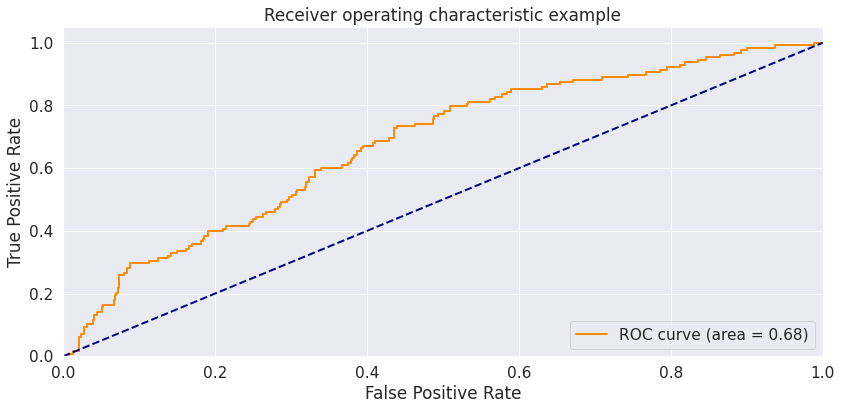 Receiver operating characteristic example
True Positive Rate
1.0
0.8
0.6
0.4
0.2
0.0
ROC curve (area = 0.68)
0.0 0.2 0.4 0.6 0.8 1.0
False Positive Rate